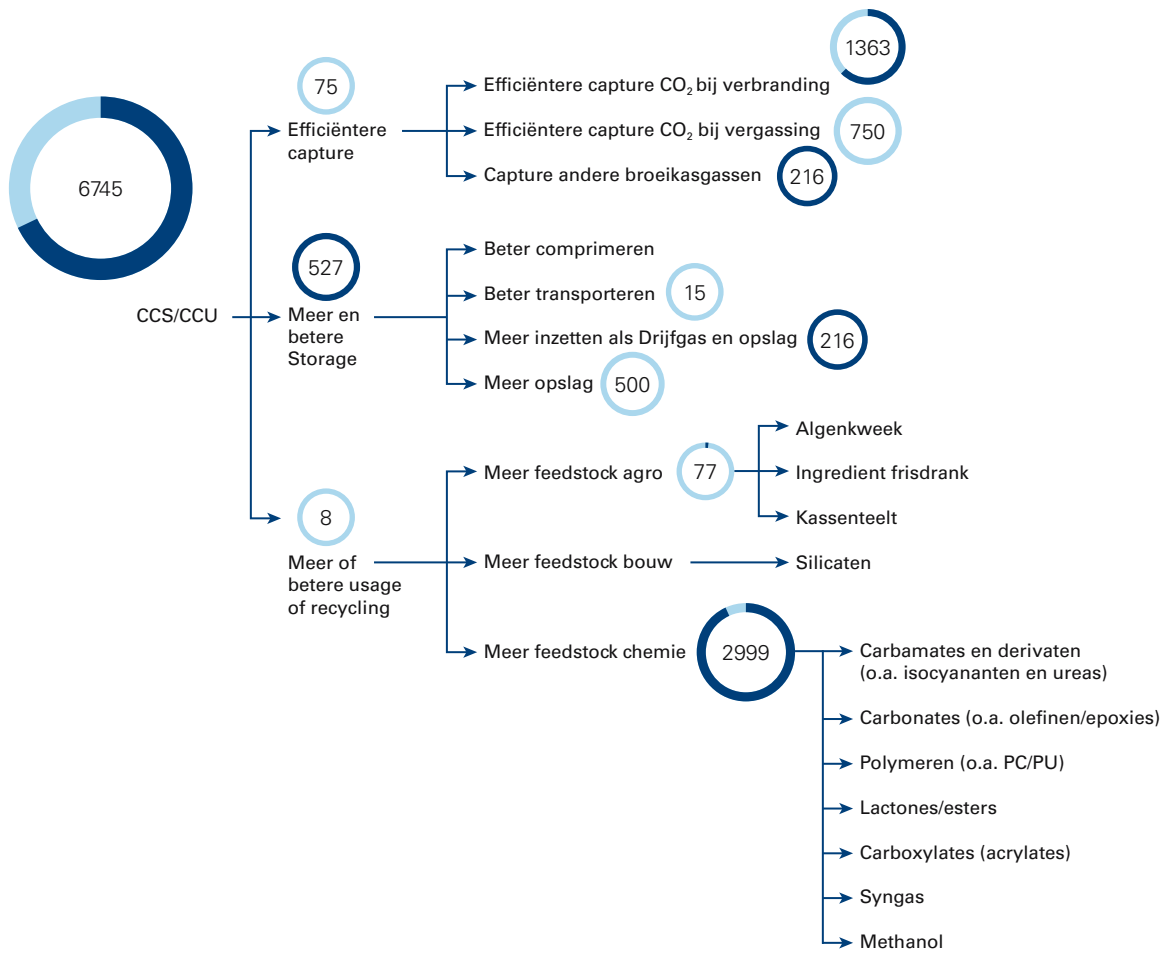 1363
75
Efficiëntere capture CO₂ bij verbranding
6745
Efficiëntere
capture
Efficiëntere capture CO₂ bij vergassing
750
Capture andere broeikasgassen
216
CCS/CCU
527
Meer en
betere
Storage
Beter comprimeren
Beter transporteren
15
Meer inzetten als Drijfgas en opslag
216
Meer opslag
500
8
Meer of
betere usage
of recycling
Meer feedstock agro
77
Algenkweek
Ingredient frisdrank
Kassenteelt
Meer feedstock bouw
Silicaten
Meer feedstock chemie
2999
Carbamates en derivaten
(o.a. isocyananten en ureas)
Carbonates (o.a. olefinen/epoxies)
Polymeren (o.a. PC/PU)
Lactones/esters
Carboxylates (acrylates)
Syngas
Methanol